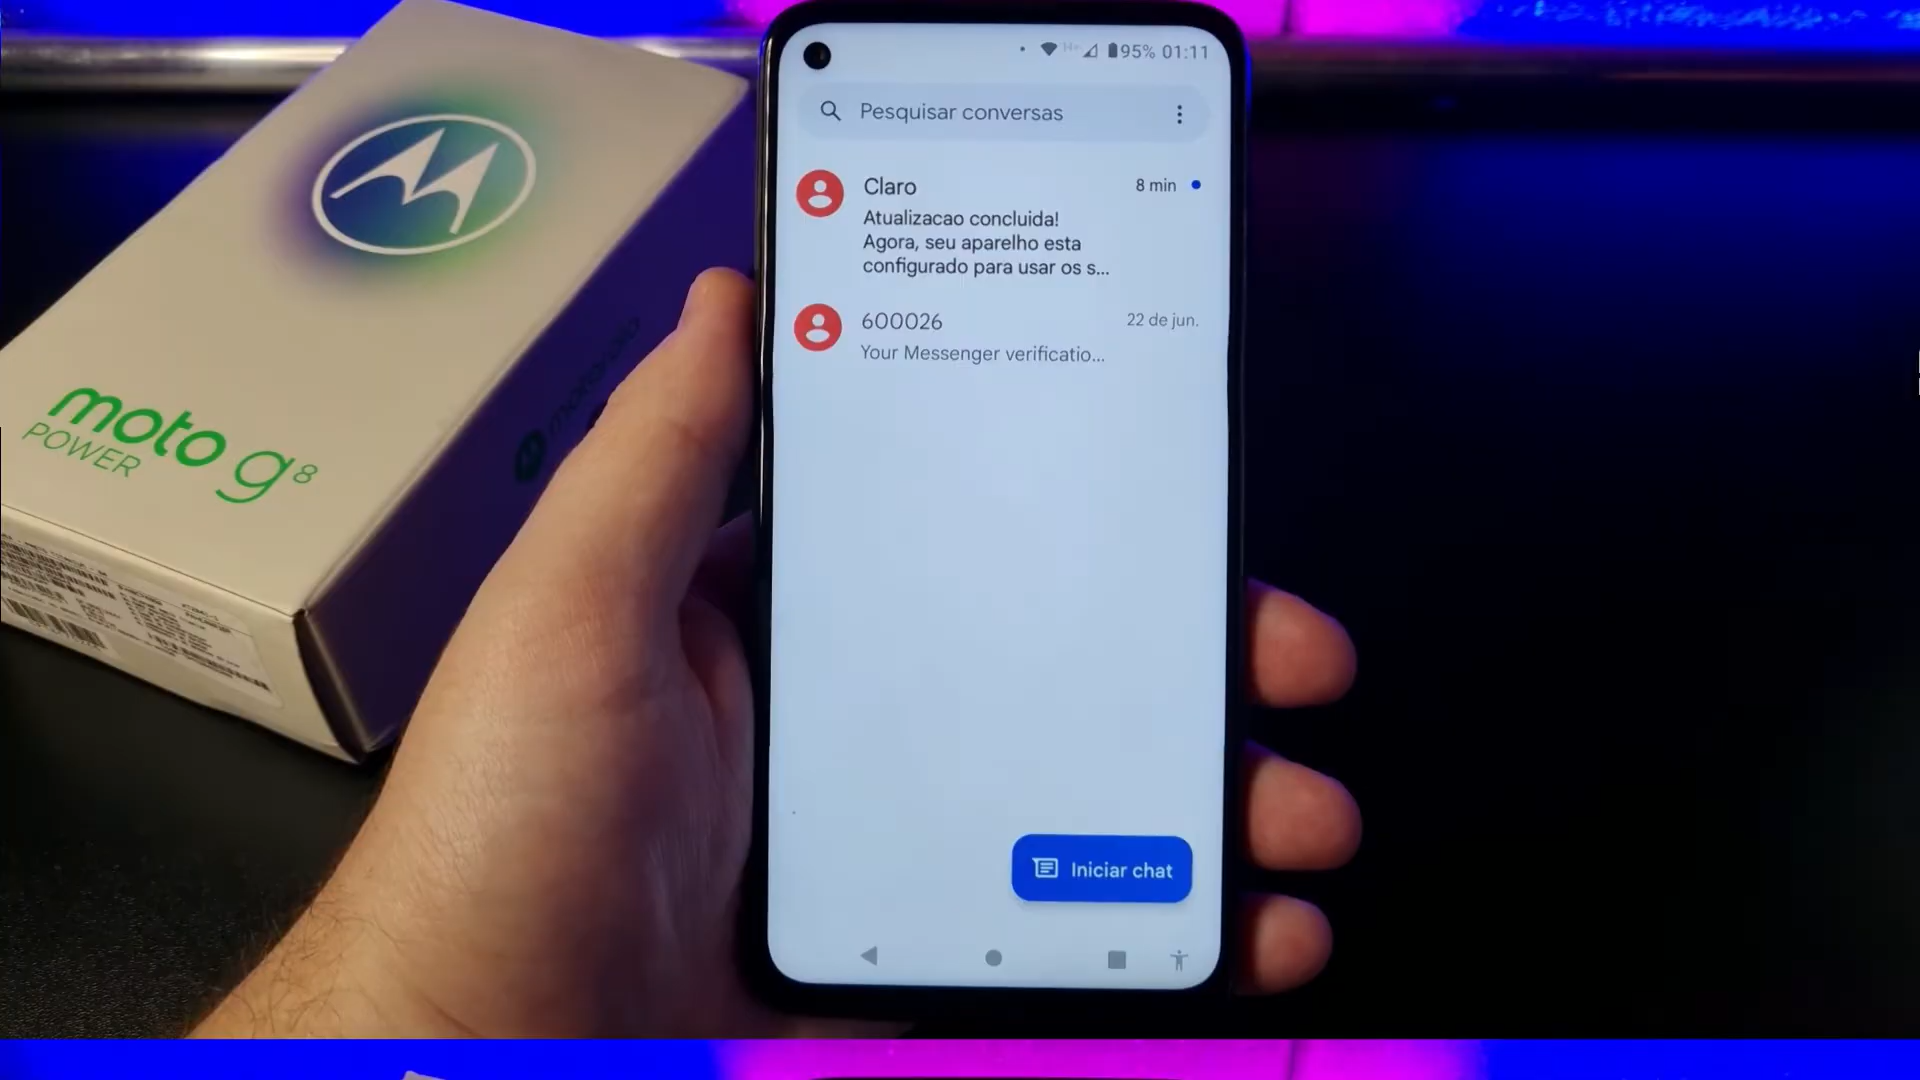 moto g8
POWER
motorola
95% 01:11
Pesquisar conversas
Claro
8 min
Atualizacao concluida!
Agora, seu aparelho esta
configurado para usar os s...
600026
22 de jun.
Your Messenger verificatio...
Iniciar chat